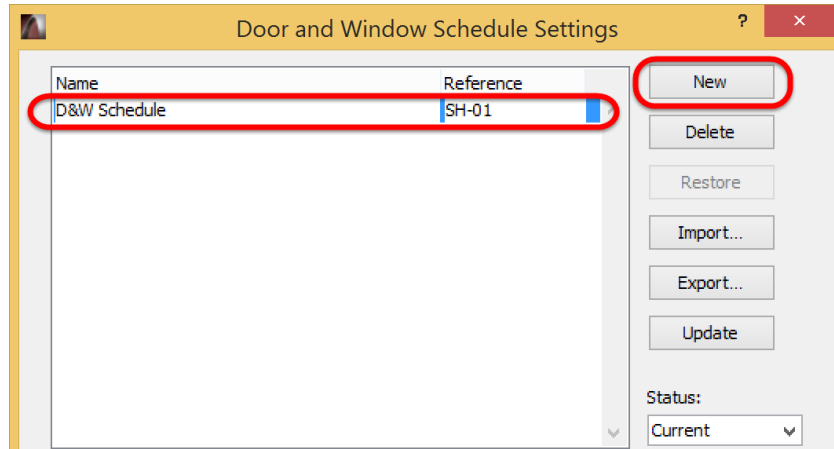 Door and Window Schedule Settings ? ×
Name Reference
D&W Schedule SH-01
New
Delete
Restore
Import...
Export...
Update
Status:
Current